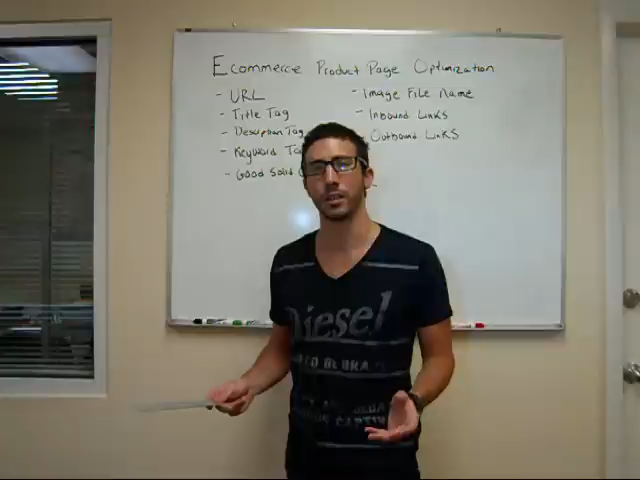 Ecommerce Product Page Optimization
- URL
- Title Tag
- Description Tag
- Keyword
- Good Solid
- Image File Name
- Inbound Links
Outbound Links
Diesel